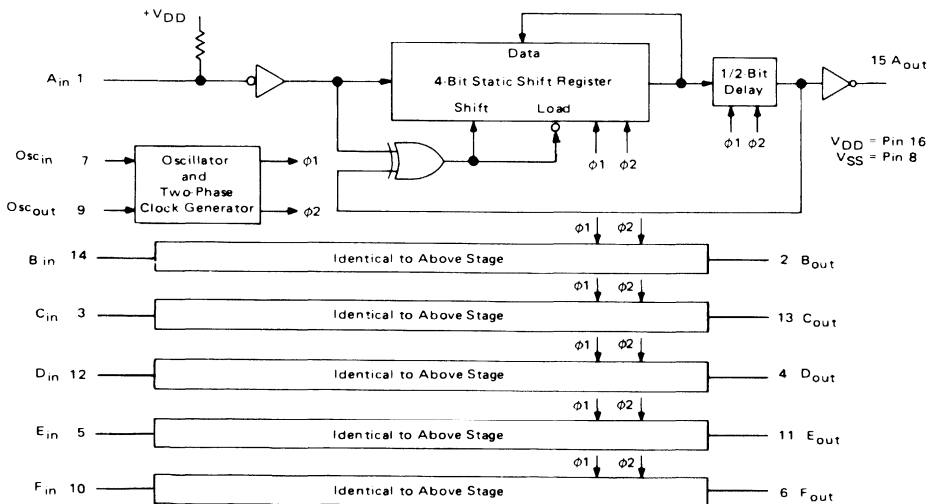 +VDD
Data
Ain 1
4-Bit Static Shift Register
1/2-Bit
Delay
15 Aout
Shift Load
φ1 φ2
φ1 φ2
VDD = Pin 16
VSS = Pin 8
Oscin 7
Oscillator
and
Two-Phase
Clock Generator
φ1
Oscout 9
φ2
φ1 φ2
Bin 14
Identical to Above Stage
2 Bout
φ1 φ2
Cin 3
Identical to Above Stage
13 Cout
φ1 φ2
Din 12
Identical to Above Stage
4 Dout
φ1 φ2
Ein 5
Identical to Above Stage
11 Eout
φ1 φ2
Fin 10
Identical to Above Stage
6 Fout